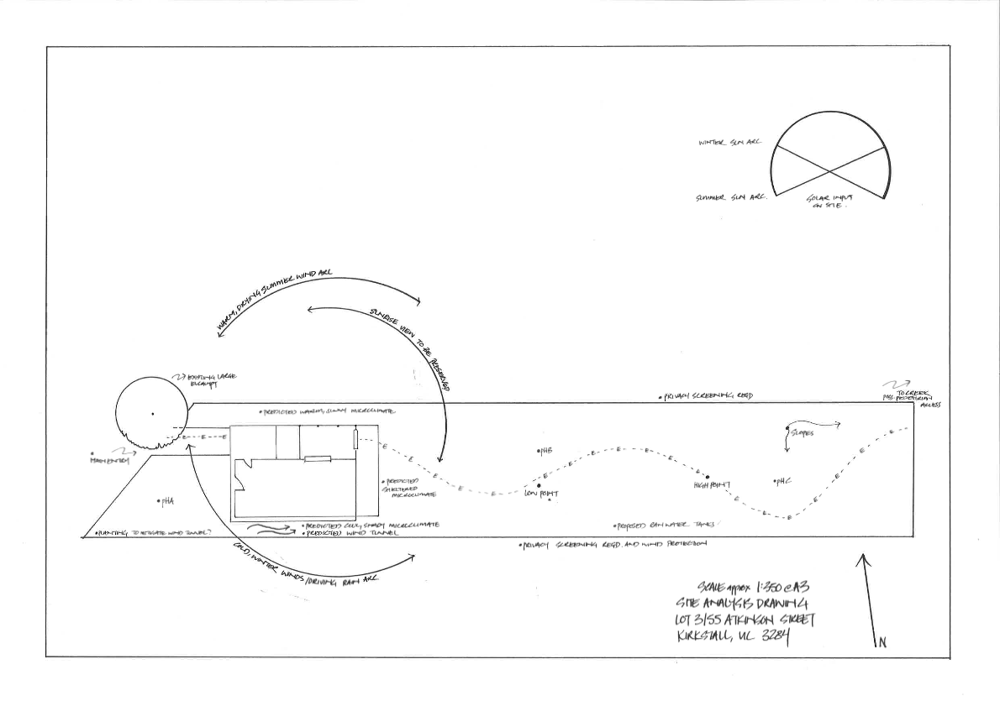 WINTER SUN ARC
SUMMER SUN ARC.
SOLAR INPUT
ON SITE.
WARM, DRYING SUMMER WIND ARC
SUNRISE VIEW TO BE PRESERVED
EXISTING LARGE
EUCALYPT
PRIVACY SCREENING REQD
TO CREEK
POSS. PEDESTRIAN
ACCESS
• PREDICTED WARM, SUNNY MICROCLIMATE
SLOPES
E E E
MAIN ENTRY
E E E E E E E E E E E E E E E E
• pHB
• PREDICTED
SHELTERED
MICROCLIMATE
LOW POINT
HIGH POINT
• pHC
• pHA
• PREDICTED COOL, SHADY MICROCLIMATE
• PREDICTED WIND TUNNEL
• PROPOSED RAIN WATER TANKS
• PLANTING TO MITIGATE WIND TUNNEL?
• PRIVACY SCREENING REQD. AND WIND PROTECTION
COLD, WINTER WINDS/DRIVING RAIN ARC
SCALE approx 1:350 @ A3
SITE ANALYSIS DRAWING
LOT 3/55 ATKINSON STREET
KIRKSTALL, VIC 3284
N